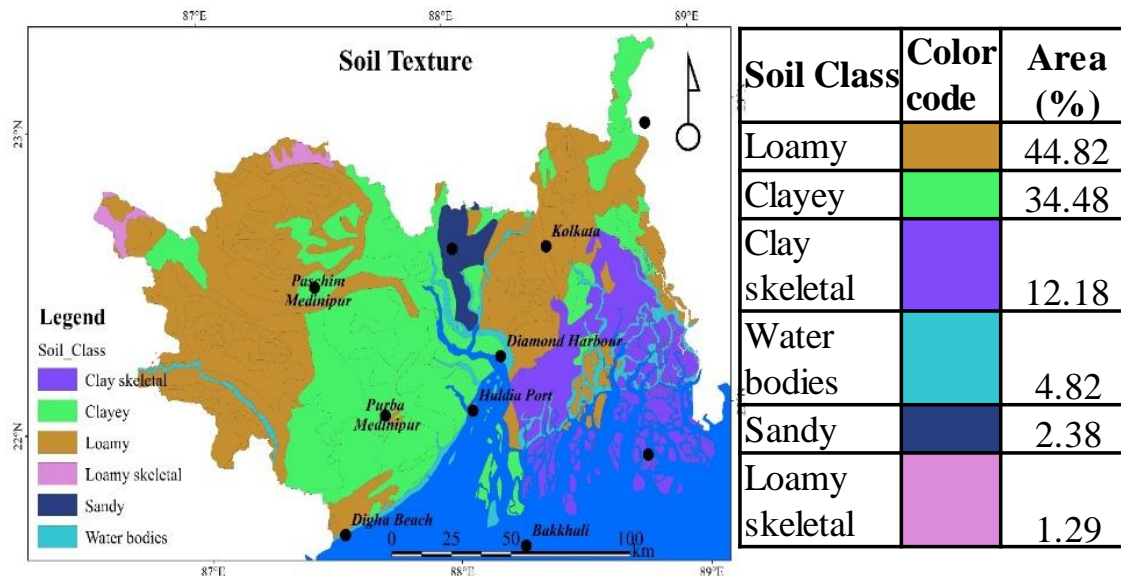 87°E
88°E
89°E
Soil Texture
23°N
Kolkata
Paschim
Medinipur
Legend
Soil_Class
Clay skeletal
Clayey
Loamy
Loamy skeletal
Sandy
Water bodies
Diamond Harbour
Haldia Port
Purba
Medinipur
22°N
Digha Beach
Bakkhali
0 25 50 100
km
87°E
88°E
89°E
Soil Class
Color
code
Area
(%)
Loamy
44.82
Clayey
34.48
Clay
skeletal
12.18
Water
bodies
4.82
Sandy
2.38
Loamy
skeletal
1.29